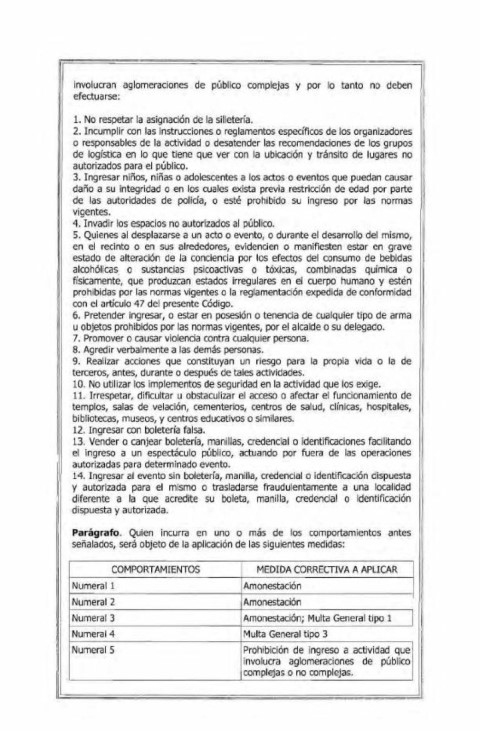 involucran aglomeraciones de público complejas y por lo tanto no deben
efectuarse:
1. No respetar la asignación de la silletería.
2. Incumplir con las instrucciones o reglamentos específicos de los organizadores
o responsables de la actividad o desatender las recomendaciones de los grupos
de logística en lo que tiene que ver con la ubicación y tránsito de lugares no
autorizados para el público.
3. Ingresar niños, niñas o adolescentes a los actos o eventos que puedan causar
daño a su integridad o en los cuales exista previa restricción de edad por parte
de las autoridades de policía, o esté prohibido su ingreso por las normas
vigentes.
4. Invadir los espacios no autorizados al público.
5. Quienes al desplazarse a un acto o evento, o durante el desarrollo del mismo,
en el recinto o en sus alrededores, evidencien o manifiesten estar en grave
estado de alteración de la conciencia por los efectos del consumo de bebidas
alcohólicas o sustancias psicoactivas o tóxicas, combinadas química o
físicamente, que produzcan estados irregulares en el cuerpo humano y estén
prohibidas por las normas vigentes o la reglamentación expedida de conformidad
con el artículo 47 del presente Código.
6. Pretender ingresar, o estar en posesión o tenencia de cualquier tipo de arma
u objetos prohibidos por las normas vigentes, por el alcalde o su delegado.
7. Promover o causar violencia contra cualquier persona.
8. Agredir verbalmente a las demás personas.
9. Realizar acciones que constituyan un riesgo para la propia vida o la de
terceros, antes, durante o después de tales actividades.
10. No utilizar los implementos de seguridad en la actividad que los exige.
11. Irrespetar, dificultar u obstaculizar el acceso o afectar el funcionamiento de
templos, salas de velación, cementerios, centros de salud, clínicas, hospitales,
bibliotecas, museos, y centros educativos o similares.
12. Ingresar con boletería falsa.
13. Vender o canjear boletería, manillas, credencial o identificaciones facilitando
el ingreso a un espectáculo público, actuando por fuera de las operaciones
autorizadas para determinado evento.
14. Ingresar al evento sin boletería, manilla, credencial o identificación dispuesta
y autorizada para el mismo o trasladarse fraudulentamente a una localidad
diferente a la que acredite su boleta, manilla, credencial o identificación
dispuesta y autorizada.
Parágrafo. Quien incurra en uno o más de los comportamientos antes
señalados, será objeto de la aplicación de las siguientes medidas:
COMPORTAMIENTOS MEDIDA CORRECTIVA A APLICAR
Numeral 1 Amonestación
Numeral 2 Amonestación
Numeral 3 Amonestación; Multa General tipo 1
Numeral 4 Multa General tipo 3
Numeral 5 Prohibición de ingreso a actividad que
involucra aglomeraciones de público
complejas o no complejas.